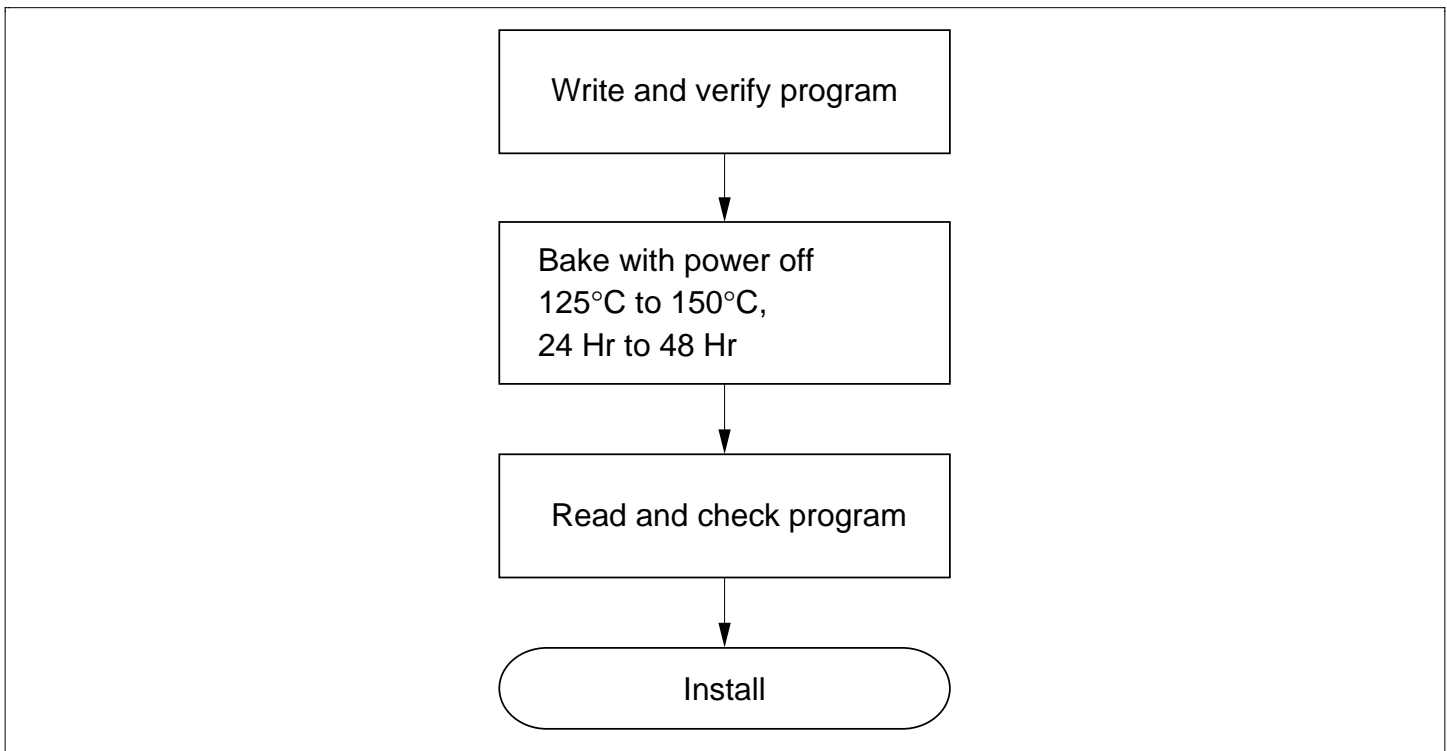 Write and verify program
Bake with power off
125°C to 150°C,
24 Hr to 48 Hr
Read and check program
Install